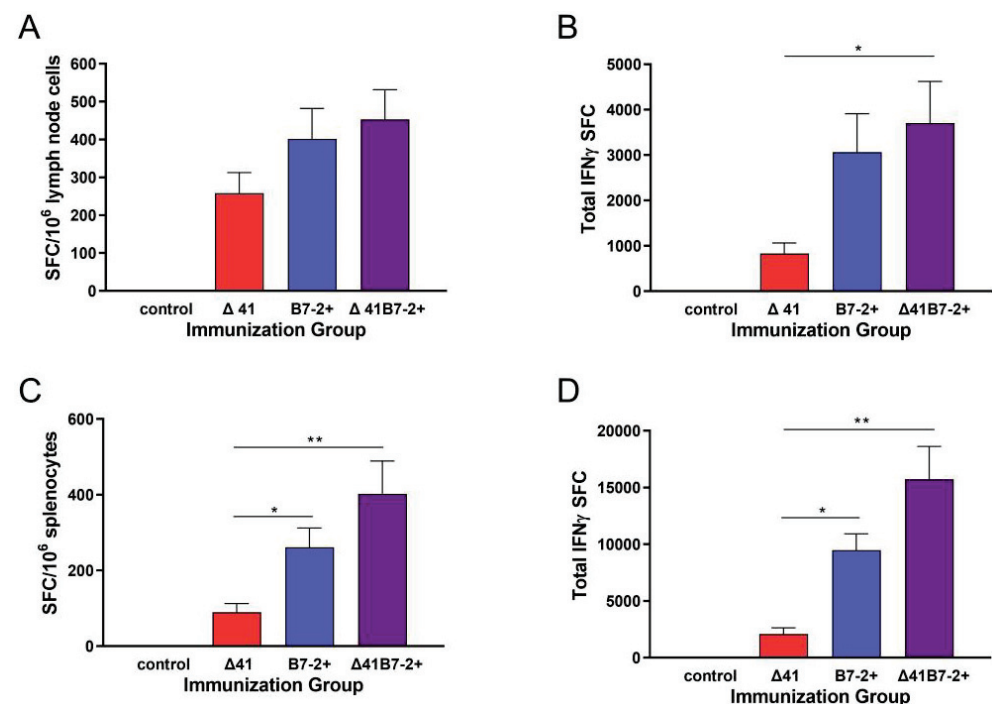 A
600
500
400
300
200
100
0
SFC/10⁶ lymph node cells
control Δ 41 B7-2+ Δ 41B7-2+
Immunization Group
B
*
5000
4000
3000
2000
1000
0
Total IFNγ SFC
control Δ 41 B7-2+ Δ41B7-2+
Immunization Group
C
600
400
200
0
SFC/10⁶ splenocytes
**
*
control Δ41 B7-2+ Δ41B7-2+
Immunization Group
D
20000
15000
10000
5000
0
Total IFNγ SFC
**
*
control Δ41 B7-2+ Δ41B7-2+
Immunization Group